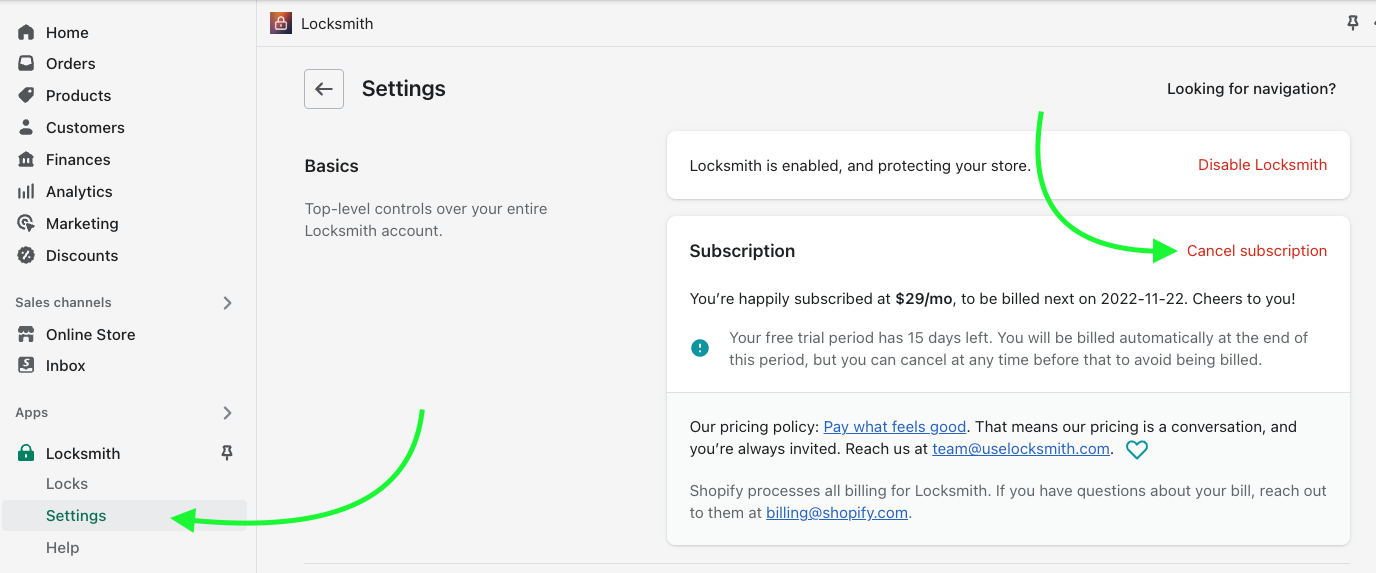 Home
Orders
Products
Customers
Finances
Analytics
Marketing
Discounts
Sales channels
Online Store
Inbox
Apps
Locksmith
Locks
Settings
Help
Locksmith
Settings
Looking for navigation?
Basics
Top-level controls over your entire
Locksmith account.
Locksmith is enabled, and protecting your store.
Disable Locksmith
Subscription
Cancel subscription
You’re happily subscribed at $29/mo, to be billed next on 2022-11-22. Cheers to you!
Your free trial period has 15 days left. You will be billed automatically at the end of
this period, but you can cancel at any time before that to avoid being billed.
Our pricing policy: Pay what feels good. That means our pricing is a conversation, and
you’re always invited. Reach us at team@uselocksmith.com.
Shopify processes all billing for Locksmith. If you have questions about your bill, reach out
to them at billing@shopify.com.